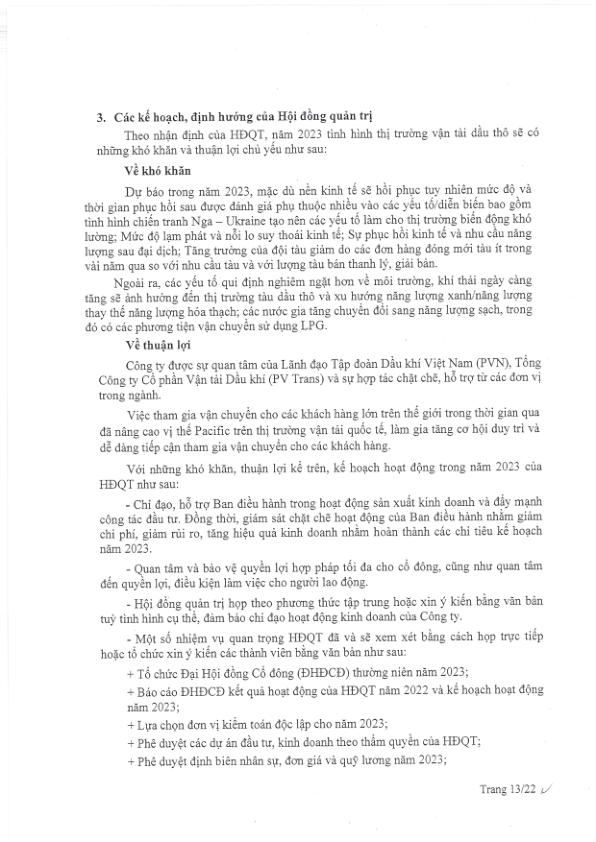 3. Các kế hoạch, định hướng của Hội đồng quản trị
Theo nhận định của HĐQT, năm 2023 tình hình thị trường vận tải dầu thô sẽ có
những khó khăn và thuận lợi chủ yếu như sau:
Về khó khăn
Dự báo trong năm 2023, mặc dù nền kinh tế sẽ hồi phục tuy nhiên mức độ và
thời gian phục hồi sau được đánh giá phụ thuộc nhiều vào các yếu tố/diễn biến bao gồm
tình hình chiến tranh Nga – Ukraine tạo nên các yếu tố làm cho thị trường biến động khó
lường; Mức độ lạm phát và nỗi lo suy thoái kinh tế; Sự phục hồi kinh tế và nhu cầu năng
lượng sau đại dịch; Tăng trưởng của đội tàu giảm do các đơn hàng đóng mới tàu ít trong
vài năm qua so với nhu cầu tàu và với lượng tàu bán thanh lý, giải bán.
Ngoài ra, các yếu tố qui định nghiêm ngặt hơn về môi trường, khí thải ngày càng
tăng sẽ ảnh hưởng đến thị trường tàu dầu thô và xu hướng năng lượng xanh/năng lượng
thay thế năng lượng hóa thạch; các nước gia tăng chuyển đổi sang năng lượng sạch, trong
đó có các phương tiện vận chuyển sử dụng LPG.
Về thuận lợi
Công ty được sự quan tâm của Lãnh đạo Tập đoàn Dầu khí Việt Nam (PVN), Tổng
Công ty Cổ phần Vận tải Dầu khí (PV Trans) và sự hợp tác chặt chẽ, hỗ trợ từ các đơn vị
trong ngành.
Việc tham gia vận chuyển cho các khách hàng lớn trên thế giới trong thời gian qua
đã nâng cao vị thế Pacific trên thị trường vận tải quốc tế, làm gia tăng cơ hội duy trì và
dễ dàng tiếp cận tham gia vận chuyển cho các khách hàng.
Với những khó khăn, thuận lợi kể trên, kế hoạch hoạt động trong năm 2023 của
HĐQT như sau:
- Chỉ đạo, hỗ trợ Ban điều hành trong hoạt động sản xuất kinh doanh và đẩy mạnh
công tác đầu tư. Đồng thời, giám sát chặt chẽ hoạt động của Ban điều hành nhằm giảm
chi phí, giảm rủi ro, tăng hiệu quả kinh doanh nhằm hoàn thành các chỉ tiêu kế hoạch
năm 2023.
- Quan tâm và bảo vệ quyền lợi hợp pháp tối đa cho cổ đông, cũng như quan tâm
đến quyền lợi, điều kiện làm việc cho người lao động.
- Hội đồng quản trị họp theo phương thức tập trung hoặc xin ý kiến bằng văn bản
tuỳ tình hình cụ thể, đảm bảo chỉ đạo hoạt động kinh doanh của Công ty.
- Một số nhiệm vụ quan trọng HĐQT đã và sẽ xem xét bằng cách họp trực tiếp
hoặc tổ chức xin ý kiến các thành viên bằng văn bản như sau:
+ Tổ chức Đại Hội đồng Cổ đông (ĐHĐCĐ) thường niên năm 2023;
+ Báo cáo ĐHĐCĐ kết quả hoạt động của HĐQT năm 2022 và kế hoạch hoạt động
năm 2023;
+ Lựa chọn đơn vị kiểm toán độc lập cho năm 2023;
+ Phê duyệt các dự án đầu tư, kinh doanh theo thẩm quyền của HĐQT;
+ Phê duyệt định biên nhân sự, đơn giá và quỹ lương năm 2023;
Trang 13/22